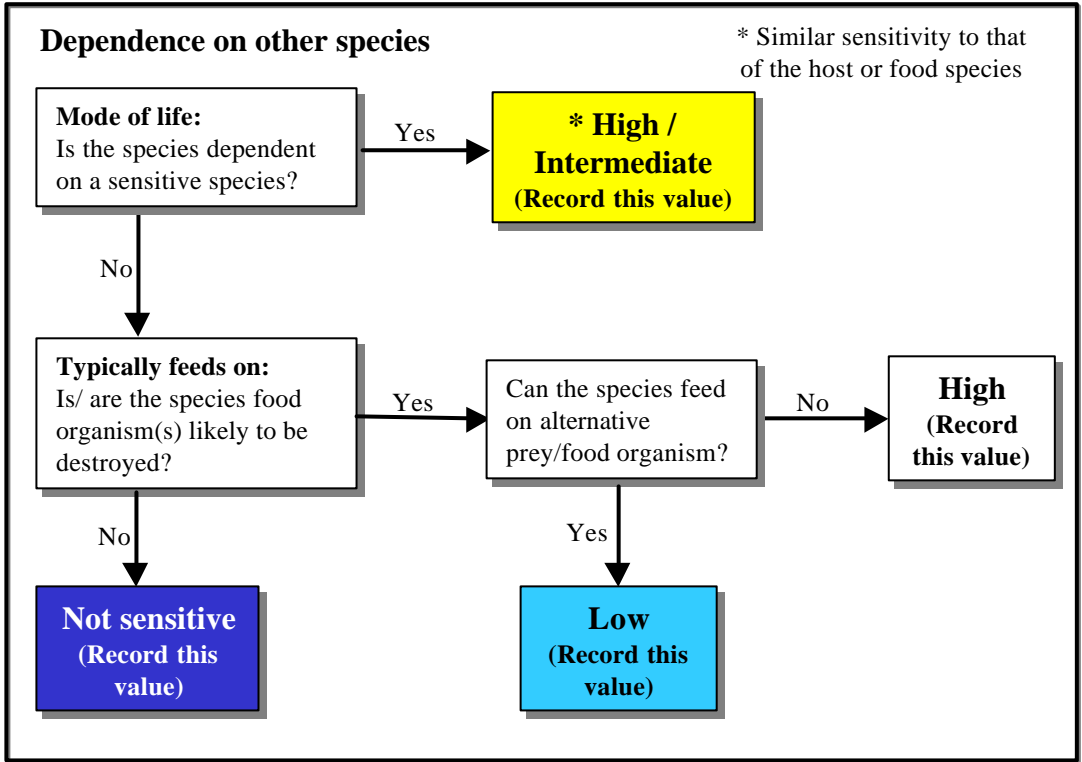 Dependence on other species
* Similar sensitivity to that
of the host or food species
Mode of life:
Is the species dependent
on a sensitive species?
Yes
* High /
Intermediate
(Record this value)
No
Typically feeds on:
Is/ are the species food
organism(s) likely to be
destroyed?
Yes
Can the species feed
on alternative
prey/food organism?
No
High
(Record
this value)
No
Yes
Not sensitive
(Record this
value)
Low
(Record this
value)